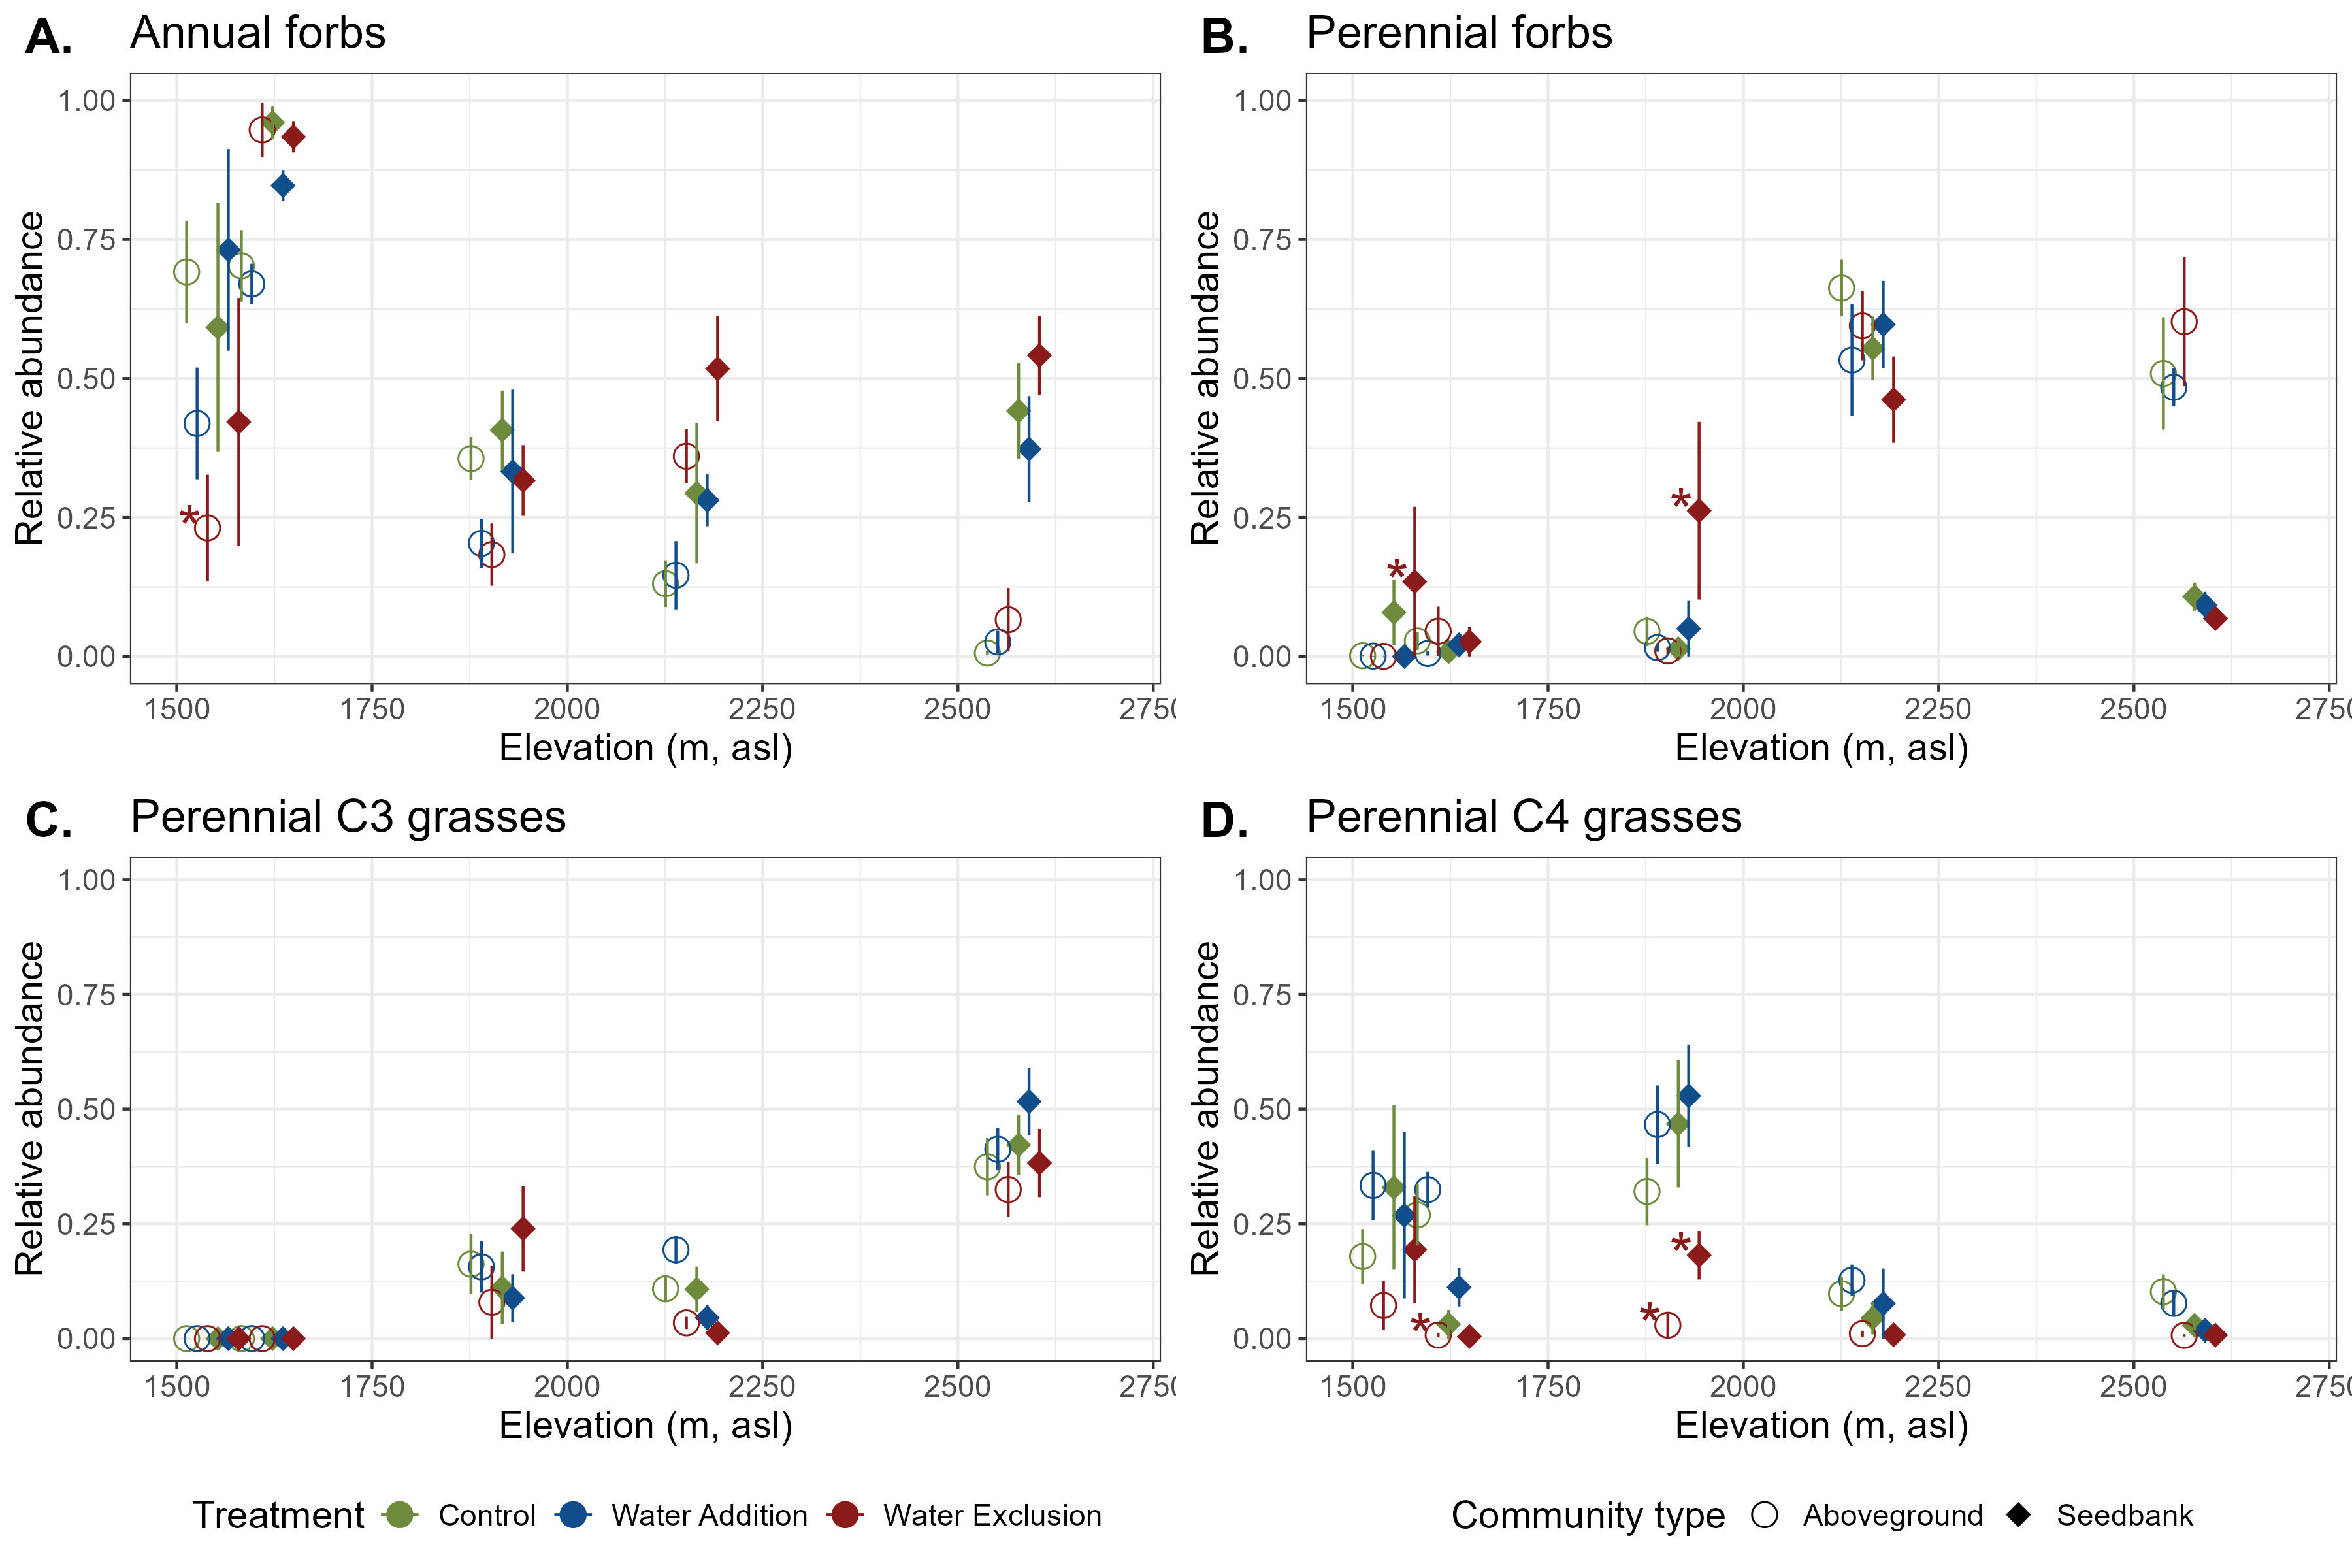 A. Annual forbs
Relative abundance
1.00
0.75
0.50
0.25
0.00
*
1500 1750 2000 2250 2500 275
Elevation (m, asl)
B. Perennial forbs
Relative abundance
1.00
0.75
0.50
0.25
0.00
* *
1500 1750 2000 2250 2500 275
Elevation (m, asl)
C. Perennial C3 grasses
Relative abundance
1.00
0.75
0.50
0.25
0.00
1500 1750 2000 2250 2500 275
Elevation (m, asl)
D. Perennial C4 grasses
Relative abundance
1.00
0.75
0.50
0.25
0.00
* * *
1500 1750 2000 2250 2500 275
Elevation (m, asl)
Treatment Control Water Addition Water Exclusion
Community type Aboveground Seedbank